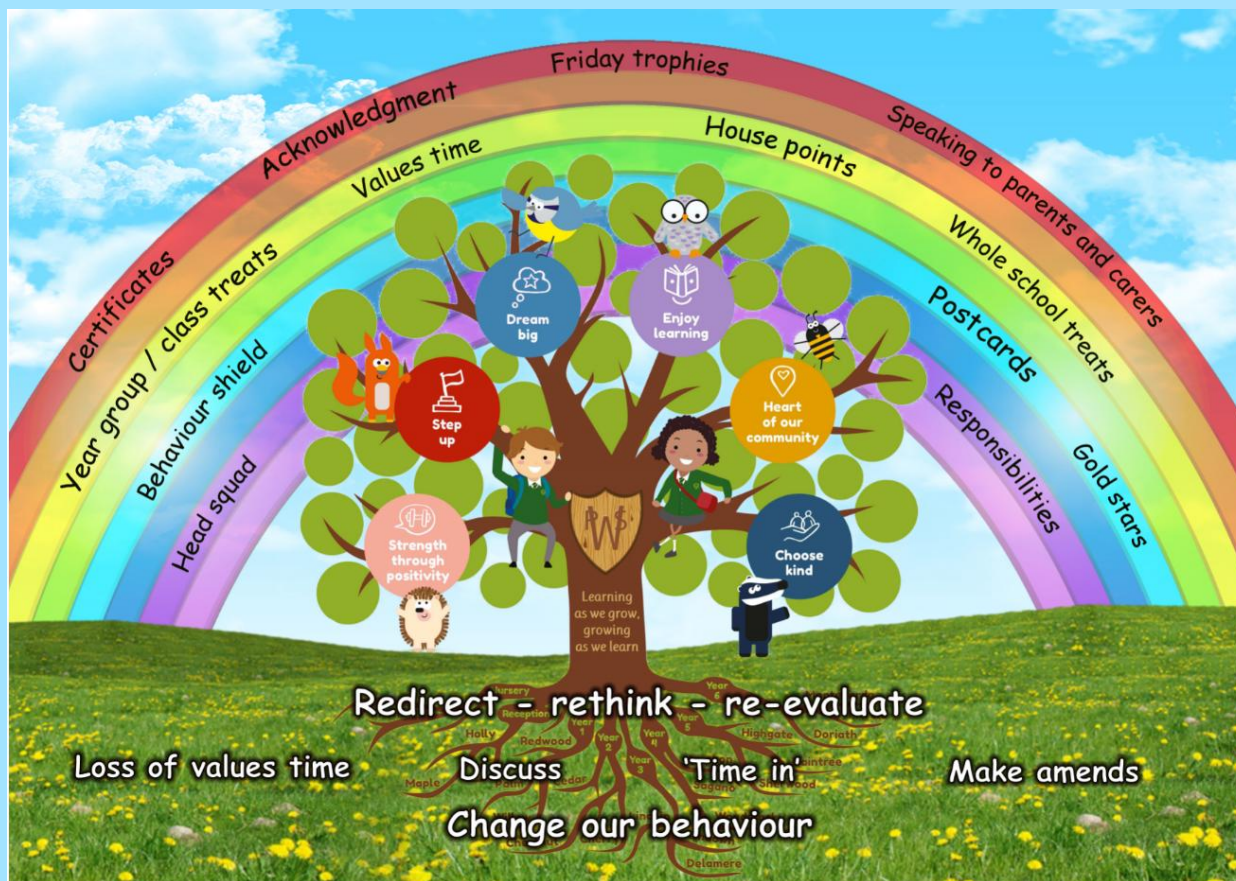 Friday trophies
Acknowledgment
Speaking to parents and carers
Certificates
Values time
House points
Year group / class treats
Whole school treats
Behaviour shield
Postcards
Gold stars
Head squad
Responsibilities
Dream
big
Enjoy
learning
Step
up
Heart
of our
community
Strength
through
positivity
Choose
kind
Learning
as we grow,
growing
as we learn
Redirect - rethink - re-evaluate
Reception
Year
1
Year
2
Year
3
Year
4
Year
5
Year
6
Holly
Redwood
Highgate
Doriath
Loss of values time
Discuss
'Time in'
Make amends
Maple
Sherwood
Change our behaviour
Delamere